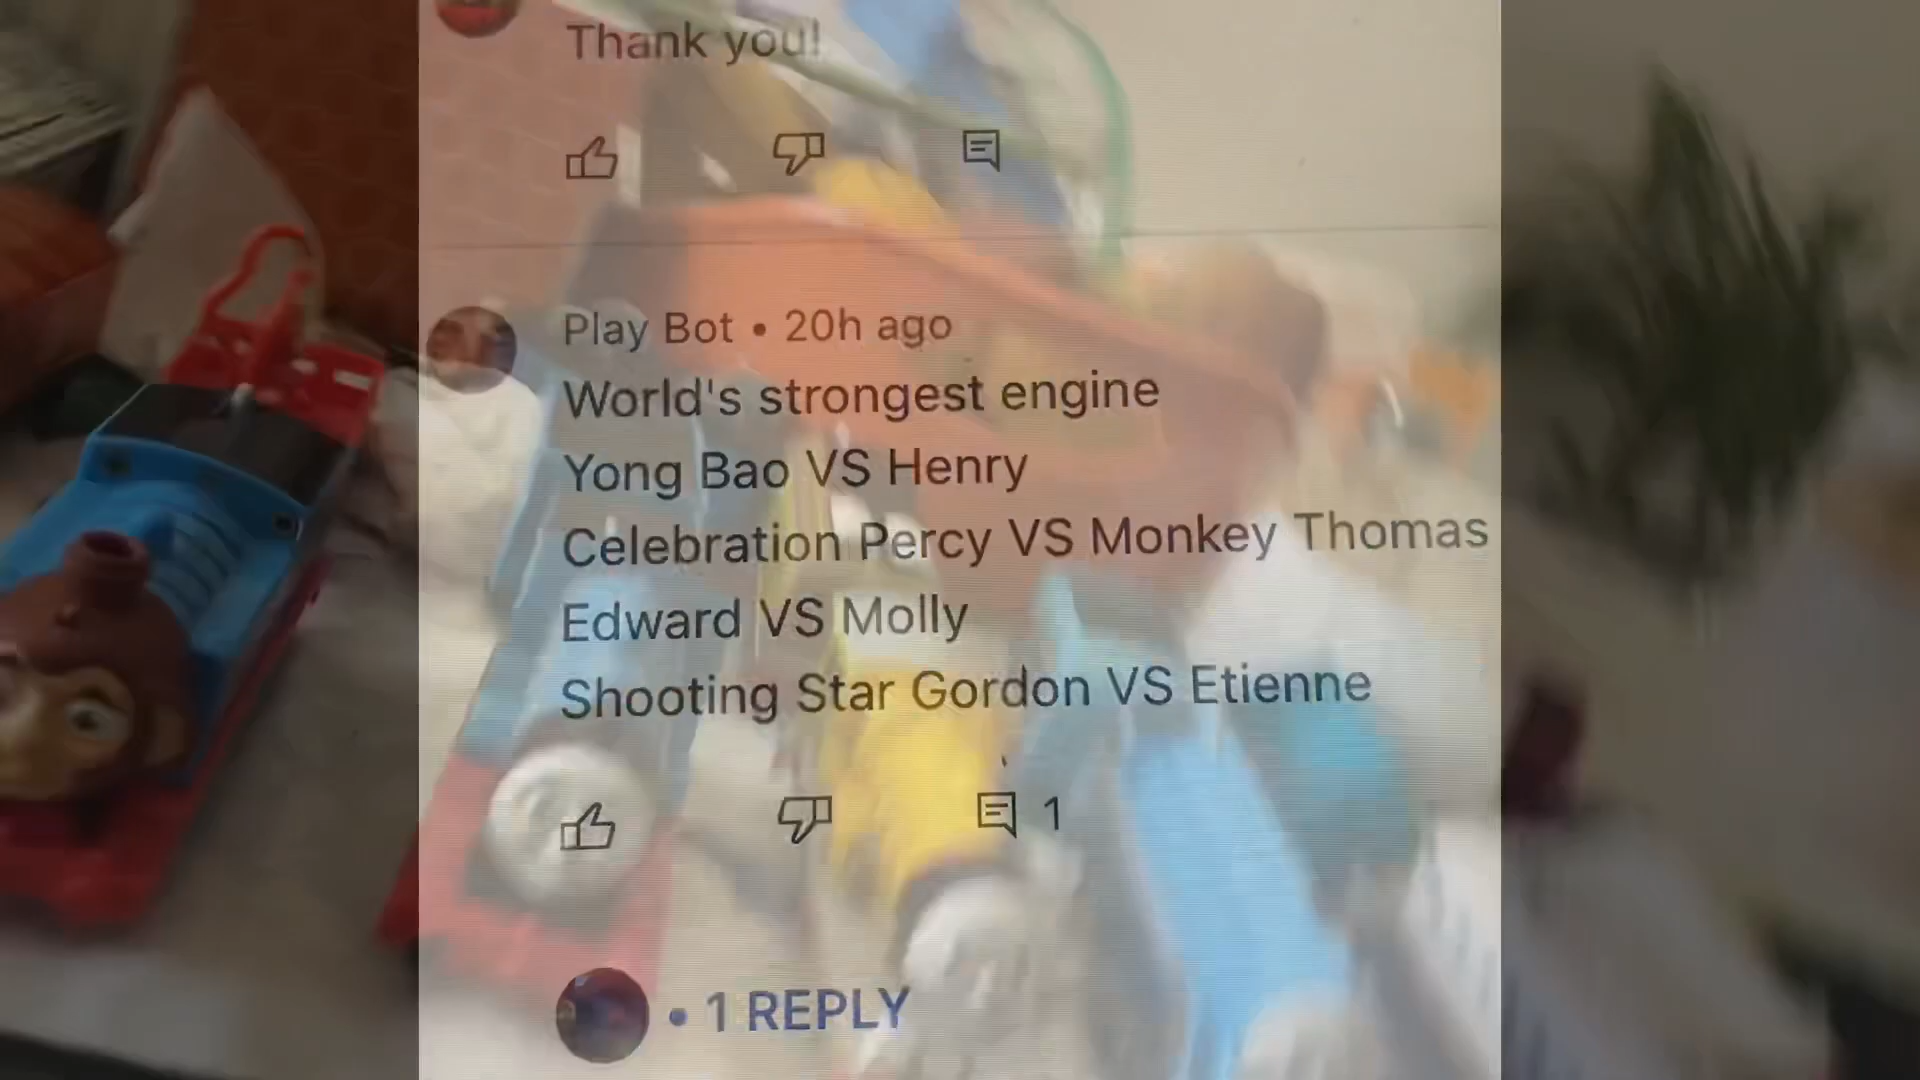 Thank you!
Play Bot • 20h ago
World's strongest engine
Yong Bao VS Henry
Celebration Percy VS Monkey Thomas
Edward VS Molly
Shooting Star Gordon VS Etienne
1
• 1 REPLY